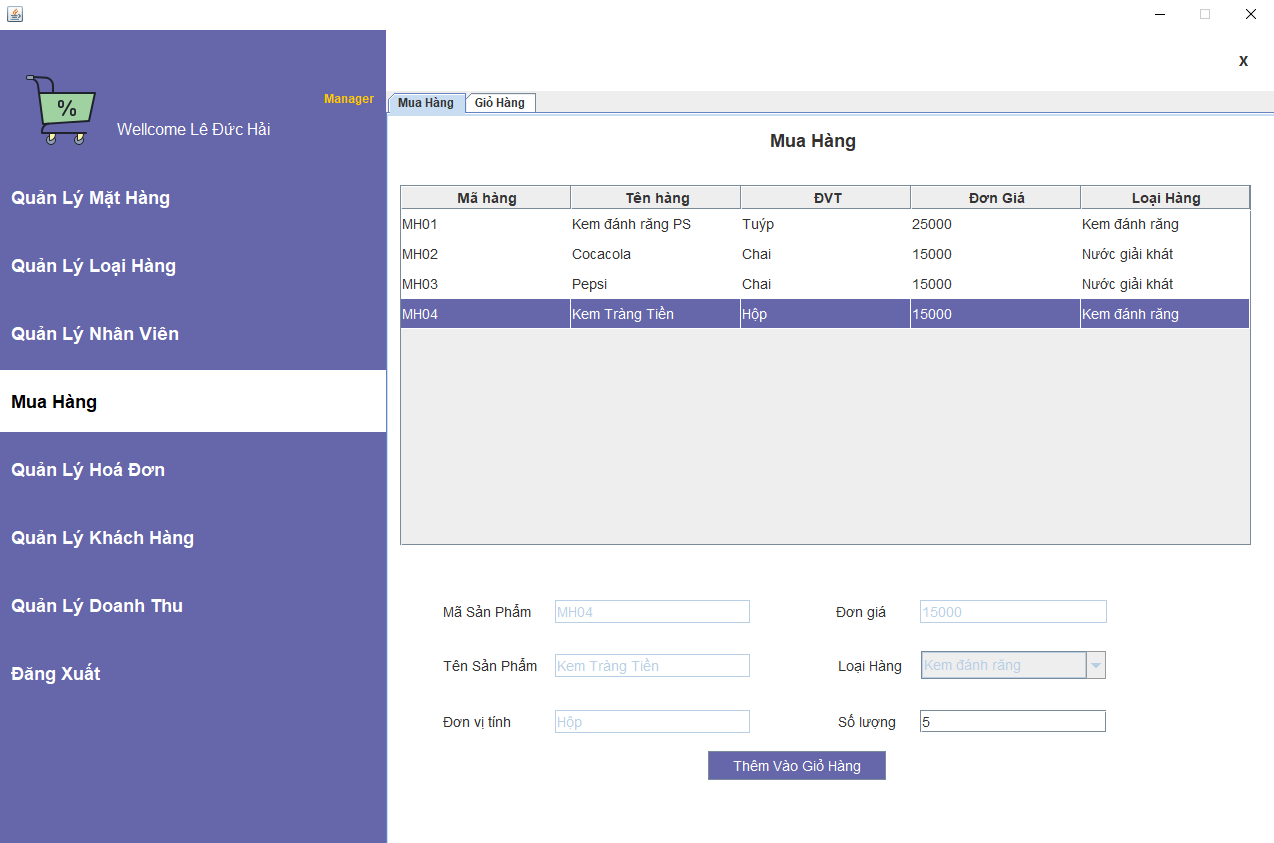 X
Manager
Wellcome Lê Đức Hải
Quản Lý Mặt Hàng
Quản Lý Loại Hàng
Quản Lý Nhân Viên
Mua Hàng
Quản Lý Hoá Đơn
Quản Lý Khách Hàng
Quản Lý Doanh Thu
Đăng Xuất
Mua Hàng Giỏ Hàng
Mua Hàng
Mã hàng Tên hàng ĐVT Đơn Giá Loại Hàng
MH01 Kem đánh răng PS Tuýp 25000 Kem đánh răng
MH02 Cocacola Chai 15000 Nước giải khát
MH03 Pepsi Chai 15000 Nước giải khát
MH04 Kem Tràng Tiền Hộp 15000 Kem đánh răng
Mã Sản Phẩm MH04 Đơn giá 15000
Tên Sản Phẩm Kem Tràng Tiền Loại Hàng Kem đánh răng
Đơn vị tính Hộp Số lượng 5
Thêm Vào Giỏ Hàng